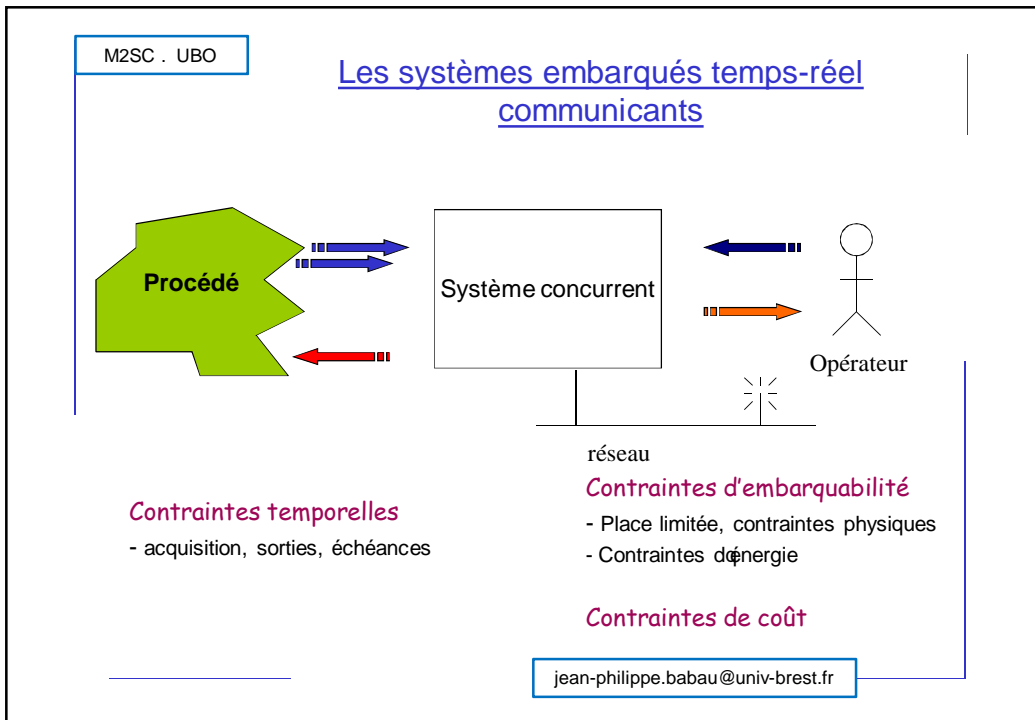 M2SC . UBO
Les systèmes embarqués temps-réel
communicants
Procédé
Système concurrent
Opérateur
réseau
Contraintes temporelles
- acquisition, sorties, échéances
Contraintes d'embarquabilité
- Place limitée, contraintes physiques
- Contraintes
Contraintes de coût
jean-philippe.babau@univ-brest.fr